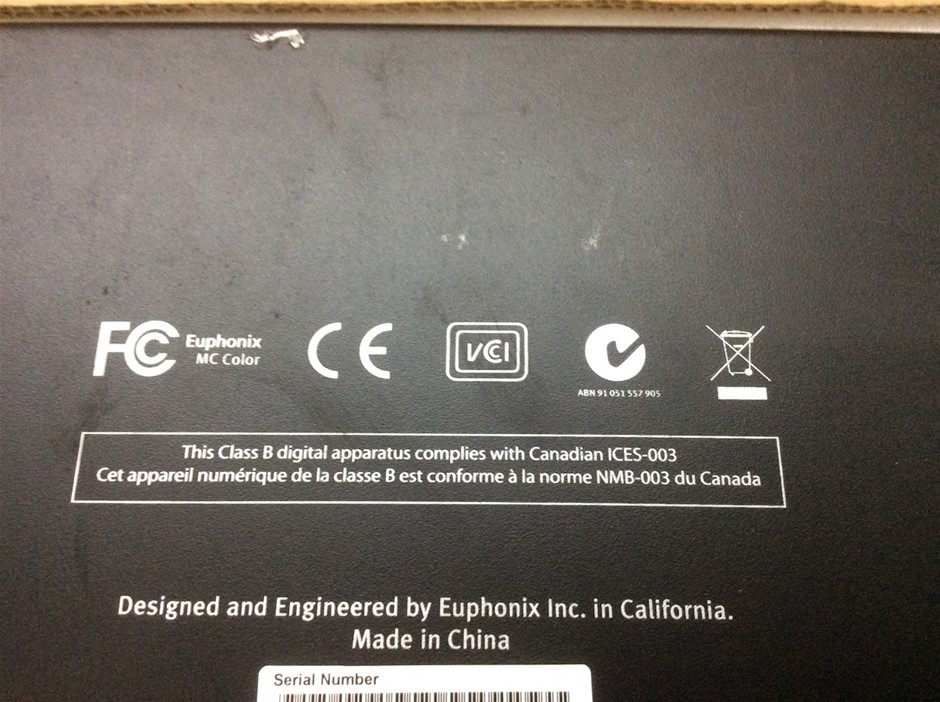 FC Euphonix
MC Color
CE
VCCI
ABN 91 051 557 905
This Class B digital apparatus complies with Canadian ICES-003
Cet appareil numérique de la classe B est conforme à la norme NMB-003 du Canada
Designed and Engineered by Euphonix Inc. in California.
Made in China
Serial Number